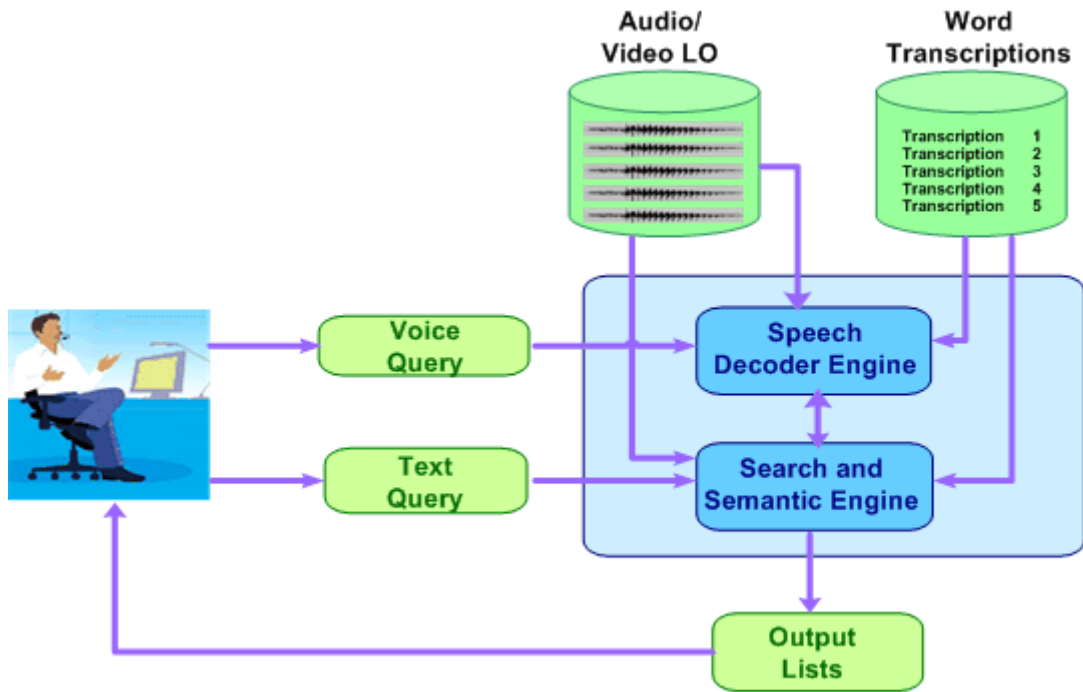 Audio/
Video LO
Word
Transcriptions
Transcription 1
Transcription 2
Transcription 3
Transcription 4
Transcription 5
Voice
Query
Speech
Decoder Engine
Text
Query
Search and
Semantic Engine
Output
Lists